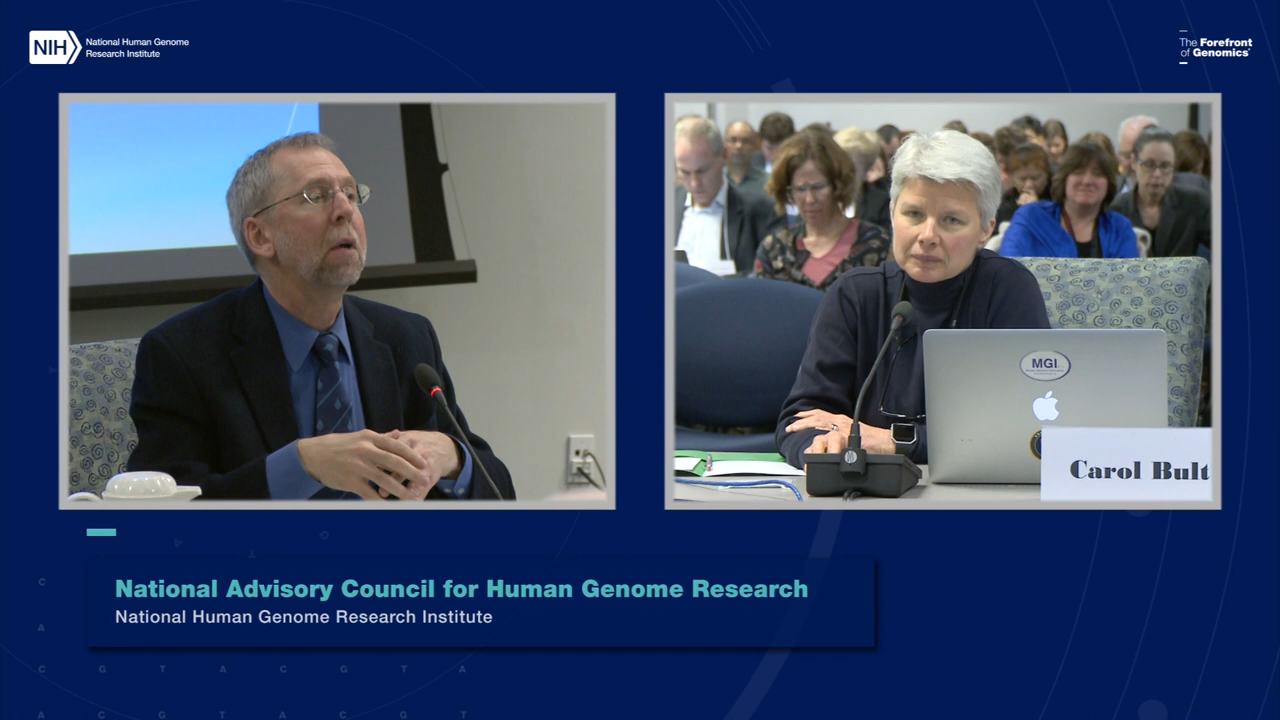 NIH
National Human Genome
Research Institute
The Forefront
of Genomics®
MGI
Carol Bult
National Advisory Council for Human Genome Research
National Human Genome Research Institute
C
A
C G T A C G T A
A C G T A C G T